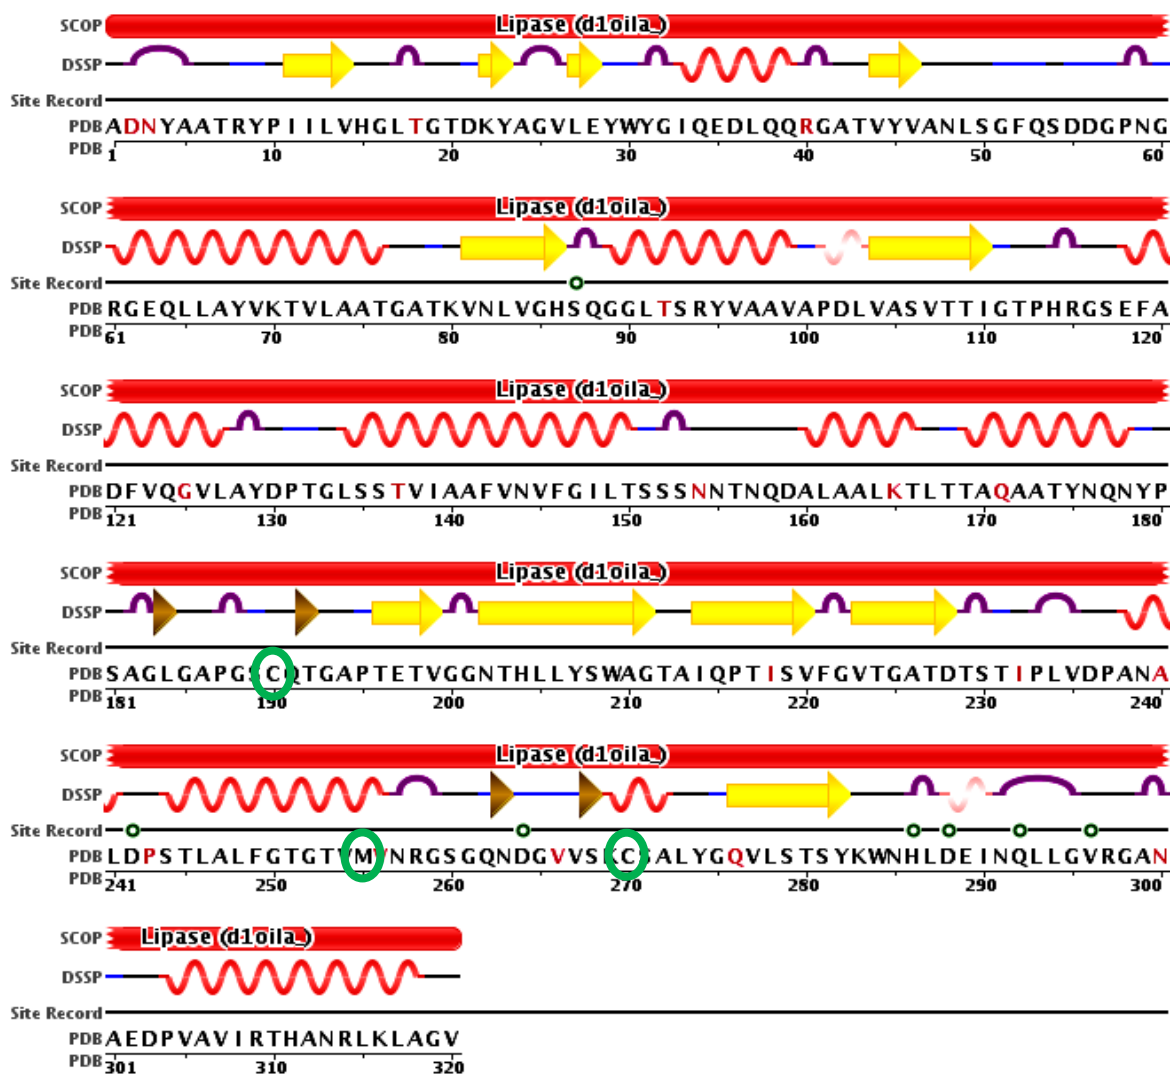 SCOP Lipase (d1oila_)
DSSP
Site Record
PDB ADNYAATRYPIILVHGLTGTDKYAGVLEYWYGIQEDLQQRGATVYVANLSGFQSDDGPNG
PDB 1 10 20 30 40 50 60
SCOP Lipase (d1oila_)
DSSP
Site Record
PDB RGEQLLAYVKTVLAATGATKVNLVGHSQGGLTSRYVAAVAPDLVASVTTIGTPHRGSEFA
PDB 61 70 80 90 100 110 120
SCOP Lipase (d1oila_)
DSSP
Site Record
PDB DFVQGVLAYDPTGLSSTVIAAFVNVFGILTSSSNNTNQDALAALKTLTTAQAATYNQNYP
PDB 121 130 140 150 160 170 180
SCOP Lipase (d1oila_)
DSSP
Site Record
PDB SAGLGAPGSCQTGAPTETVGGNTHLLYSWAGTAIQPTISVFGVTGATDTSTIPLVDPANA
PDB 181 190 200 210 220 230 240
SCOP Lipase (d1oila_)
DSSP
Site Record
PDB LDPSTLALFGTGTVMVNRGSGQNDGVVSKCSALYGQVLSTSYKWNHLDEINQLLGVRGAN
PDB 241 250 260 270 280 290 300
SCOP Lipase (d1oila_)
DSSP
Site Record
PDB AEDPVAVIRTHANRLKLAGV
PDB 301 310 320